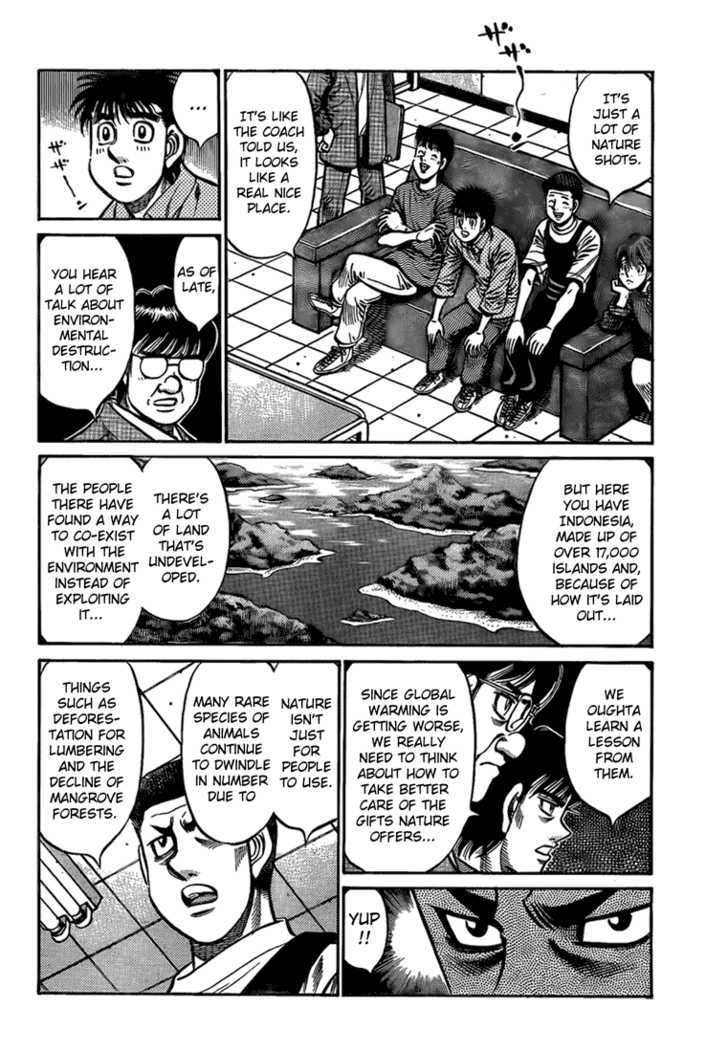 ザ
ザ
IT'S
JUST
A
LOT OF
NATURE
SHOTS.
IT'S LIKE
THE COACH
TOLD US,
IT LOOKS
LIKE A
REAL NICE
PLACE.
...
ザ
ザ
AS OF
LATE,
YOU HEAR
A LOT OF
TALK ABOUT
ENVIRON-
MENTAL
DESTRUC-
TION...
BUT HERE
YOU HAVE
INDONESIA,
MADE UP OF
OVER 17,000
ISLANDS AND,
BECAUSE OF
HOW IT'S LAID
OUT...
THERE'S
A LOT
OF LAND
THAT'S
UNDEVEL-
OPED.
THE PEOPLE
THERE HAVE
FOUND A WAY
TO CO-EXIST
WITH THE
ENVIRONMENT
INSTEAD OF
EXPLOITING
IT...
WE
OUGHTA
LEARN A
LESSON
FROM
THEM.
SINCE GLOBAL
WARMING IS
GETTING WORSE,
WE REALLY
NEED TO THINK
ABOUT HOW TO
TAKE BETTER
CARE OF THE
GIFTS NATURE
OFFERS...
YUP
!!
NATURE
ISN'T
JUST
FOR
PEOPLE
TO USE.
MANY RARE
SPECIES OF
ANIMALS
CONTINUE
TO DWINDLE
IN NUMBER
DUE TO
THINGS
SUCH AS
DEFORES-
TATION FOR
LUMBERING
AND THE
DECLINE OF
MANGROVE
FORESTS.